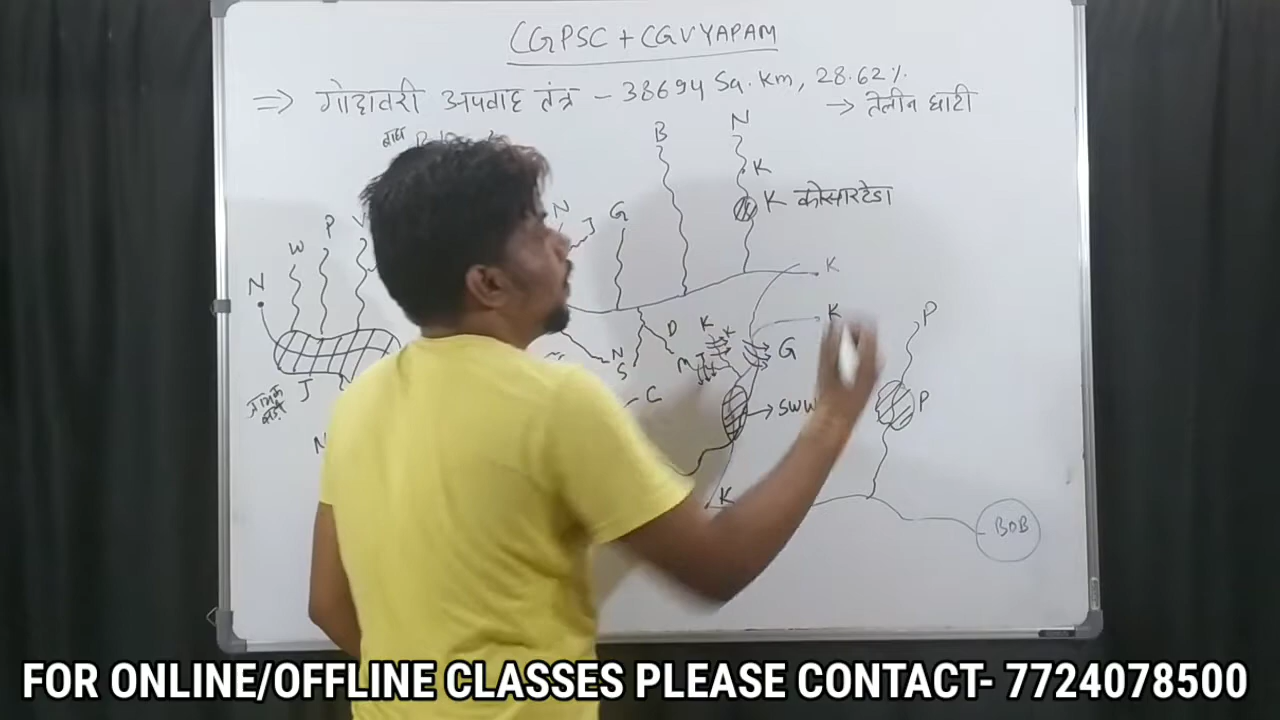 CGPSC + CGVYAPAM
⇒ गोदावरी अपवाह तंत्र – 38694 Sq. Km, 28.62%.
→ तेलीन घाटी
बाघ
B N
K
K कोसारटेडा
N W P V N J G
K
K P
N J D M K K G
N S C SWW P
K BOB
FOR ONLINE/OFFLINE CLASSES PLEASE CONTACT- 7724078500